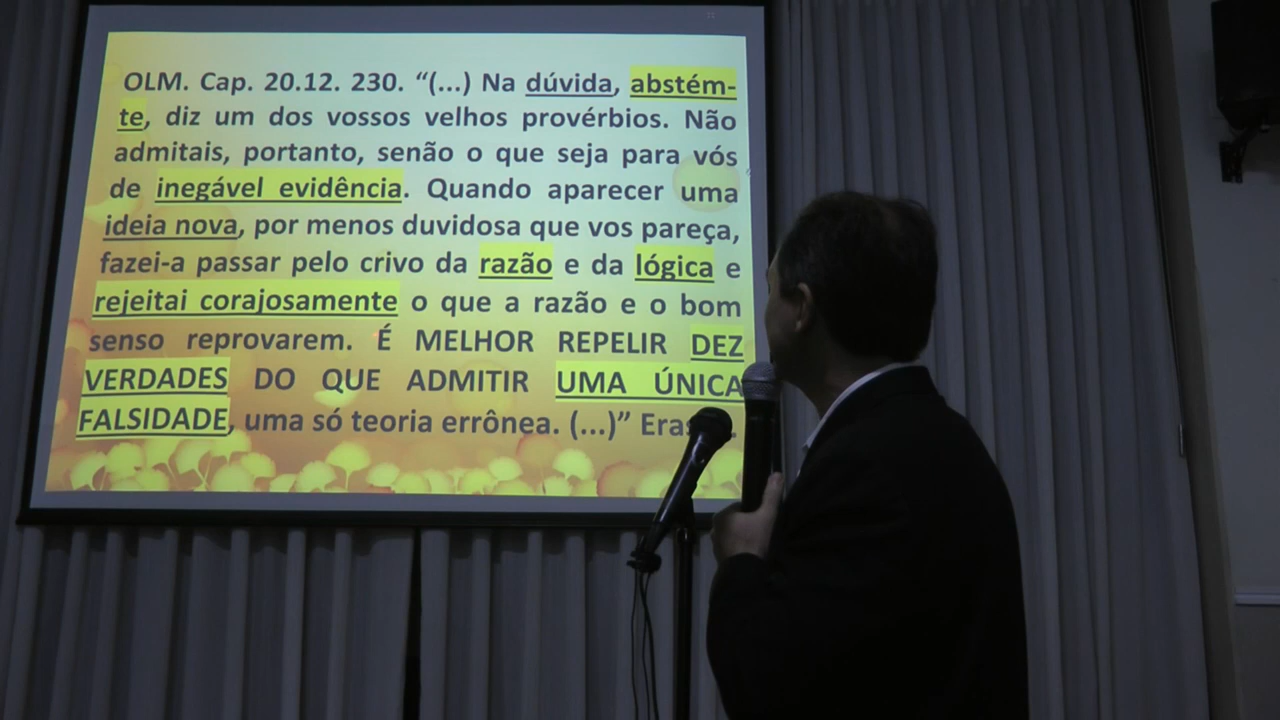 OLM. Cap. 20.12. 230. “(...) Na dúvida, abstém-
te, diz um dos vossos velhos provérbios. Não
admitais, portanto, senão o que seja para vós
de inegável evidência. Quando aparecer uma
ideia nova, por menos duvidosa que vos pareça,
fazei-a passar pelo crivo da razão e da lógica e
rejeitai corajosamente o que a razão e o bom
senso reprovarem. É MELHOR REPELIR DEZ
VERDADES DO QUE ADMITIR UMA ÚNICA
FALSIDADE, uma só teoria errônea. (...)”